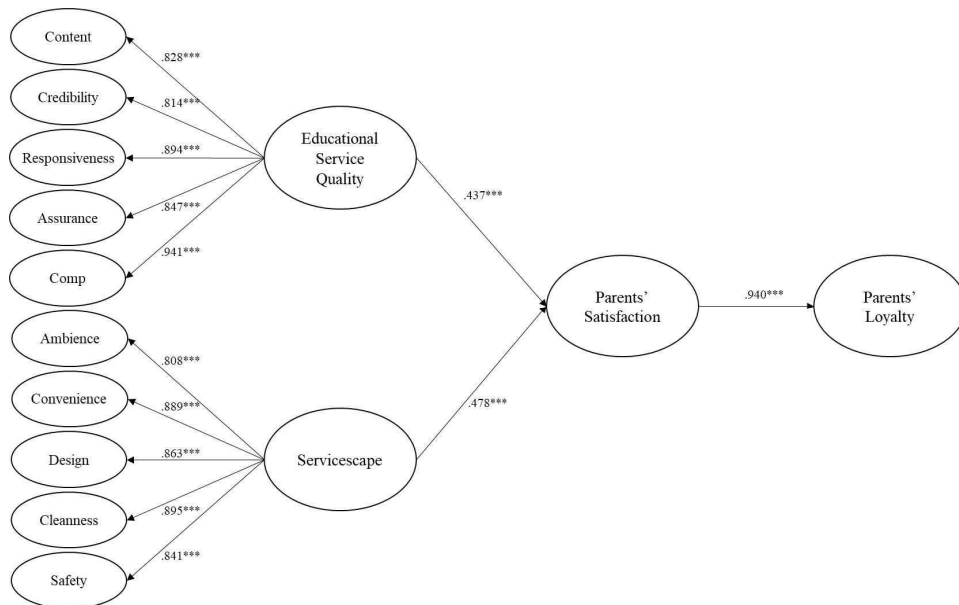 Content
.828***
Credibility
.814***
Responsiveness
.894***
Assurance
.847***
Comp
.941***
Educational
Service
Quality
.437***
Ambience
.808***
Convenience
.889***
Design
.863***
Cleanness
.895***
Safety
.841***
Servicescape
.478***
Parents'
Satisfaction
.940***
Parents'
Loyalty